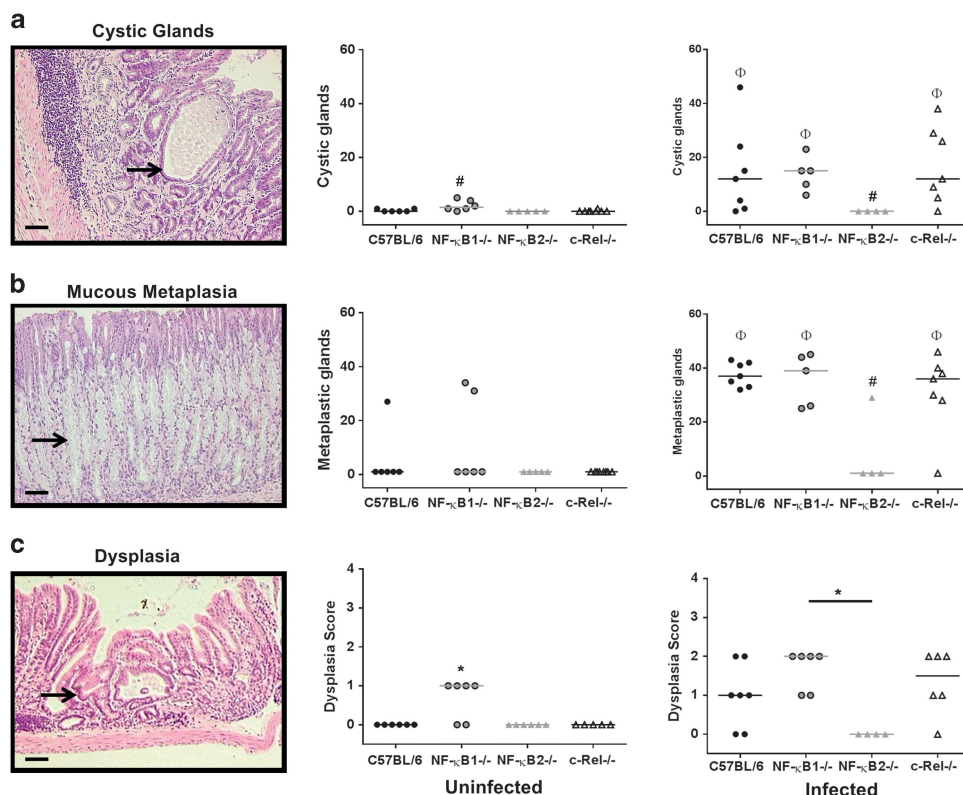 a
Cystic Glands
60
40
20
0
Cystic glands
#
C57BL/6 NF-κB1-/- NF-κB2-/- c-Rel-/-
60
40
20
0
Cystic glands
Φ Φ # Φ
C57BL/6 NF-κB1-/- NF-κB2-/- c-Rel-/-
b
Mucous Metaplasia
60
40
20
0
Metaplastic glands
C57BL/6 NF-κB1-/- NF-κB2-/- c-Rel-/-
60
40
20
0
Metaplastic glands
Φ Φ # Φ
C57BL/6 NF-κB1-/- NF-κB2-/- c-Rel-/-
c
Dysplasia
4
3
2
1
0
Dysplasia Score
*
C57BL/6 NF-κB1-/- NF-κB2-/- c-Rel-/-
Uninfected
4
3
2
1
0
Dysplasia Score
*
C57BL/6 NF-κB1-/- NF-κB2-/- c-Rel-/-
Infected